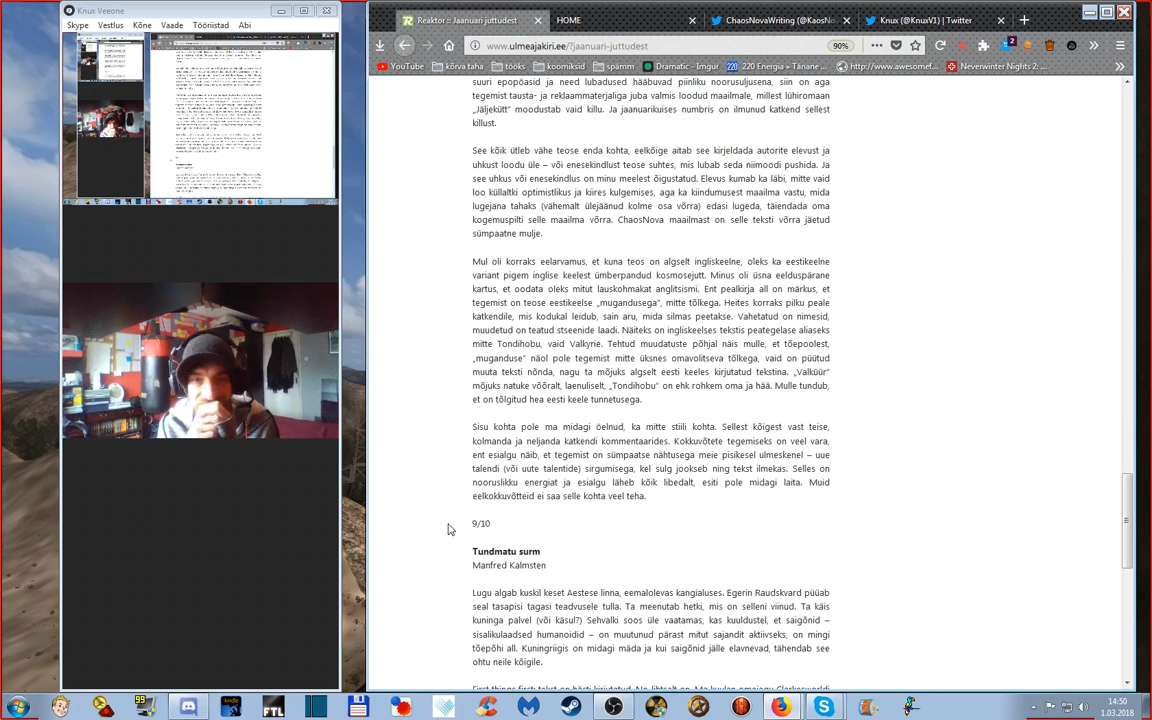 Knux Veeone
Skype Vestlus Kõne Vaade Tööriistad Abi
Reaktor :: Jaanuari juttudest
HOME
ChaosNovaWriting (@KaosNo
Knux (@KnuxV1) | Twitter
www.ulmeajakiri.ee/?jaanuari-juttudest
90%
2
YouTube kõrva taha tööks koomiksid spämm Dramatic - Imgur 220 Energia » Tänane ... http://www.awesomef... Neverwinter Nights 2: ...
suuri epopöasid ja need lubadused hääbuvad piinliku noorusluljusena, siin on aga
tegemist tausta- ja reklaammaterjaliga juba valmis loodud maailmale, millest lühiromaan
„Jäljekütt" moodustab vaid killu. Ja jaanuarikuises numbris on ilmunud katkend sellest
killust.
See kõik ütleb vähe teose enda kohta, eelkõige aitab see kirjeldada autorite elevust ja
uhkust loodu üle – või enesekindlust teose suhtes, mis lubab seda niimoodi pushida. Ja
see uhkus või enesekindlus on minu meelest õigustatud. Elevus kumab ka läbi, mitte vaid
loo küllaltki optimistlikus ja kiires kulgemises, aga ka kiindumusest maailma vastu, mida
lugejana tahaks (vähemalt ülejäänud kolme osa võrra) edasi lugeda, täiendada oma
kogemuspilti selle maailma võrra. ChaosNova maailmast on selle teksti võrra jäetud
sümpaatne mulje.
Mul oli korraks eelarvamus, et kuna teos on algselt ingliskeelne, oleks ka eestikeelne
variant pigem inglise keelest ümberpandud kosmosejutt. Minus oli üsna eelduspärane
kartus, et oodata oleks mitut lauskohmakat anglitsismi. Ent pealkirja all on märkus, et
tegemist on teose eestikeelse „mugandusega", mitte tõlkega. Heites korraks pilku peale
katkendile, mis kodukal leidub, sain aru, mida silmas peetakse. Vahetatud on nimesid,
muudetud on teatud stseenide laadi. Näiteks on ingliskeelses tekstis peategelase aliaseks
mitte Tondihobu, vaid Valkyrie. Tehtud muudatuste põhjal näis mulle, et tõepoolest,
„muganduse" näol pole tegemist mitte üksnes omavolitseva tõlkega, vaid on püütud
muuta teksti nõnda, nagu ta mõjuks algselt eesti keeles kirjutatud tekstina. „Valküür"
mõjuks natuke võõralt, laenuliselt, „Tondihobu" on ehk rohkem oma ja hää. Mulle tundub,
et on tõlgitud hea eesti keele tunnetusega.
Sisu kohta pole ma midagi öelnud, ka mitte stiili kohta. Sellest kõigest vast teise,
kolmanda ja neljanda katkendi kommentaarides. Kokkuvõtete tegemiseks on veel vara,
ent esialgu näib, et tegemist on sümpaatse nähtusega meie pisikesel ulmeskenel – uue
talendi (või uute talentide) sirgumisega, kel sulg jookseb ning tekst ilmekas. Selles on
nooruslikku energiat ja esialgu läheb kõik libedalt, esiti pole midagi laita. Muid
eelkokkuvõtteid ei saa selle kohta veel teha.
9/10
Tundmatu surm
Manfred Kalmsten
Lugu algab kuskil keset Aestese linna, eemalolevas kangialuses. Egerin Raudskvard püüab
seal tasapisi tagasi teadvusele tulla. Ta meenutab hetki, mis on selleni viinud. Ta käis
kuninga palvel (või käsul?) Sehvalki soos üle vaatamas, kas kuuldustel, et saigõnid –
sisalikulaadsed humanoidid – on muutunud pärast mitut sajandit aktiivseks, on mingi
tõepõhi all. Kuningriigis on midagi mäda ja kui saigõnid jälle elavnevad, tähendab see
ohtu neile kõigile.
kindle
FTL
14:50
1.03.2018